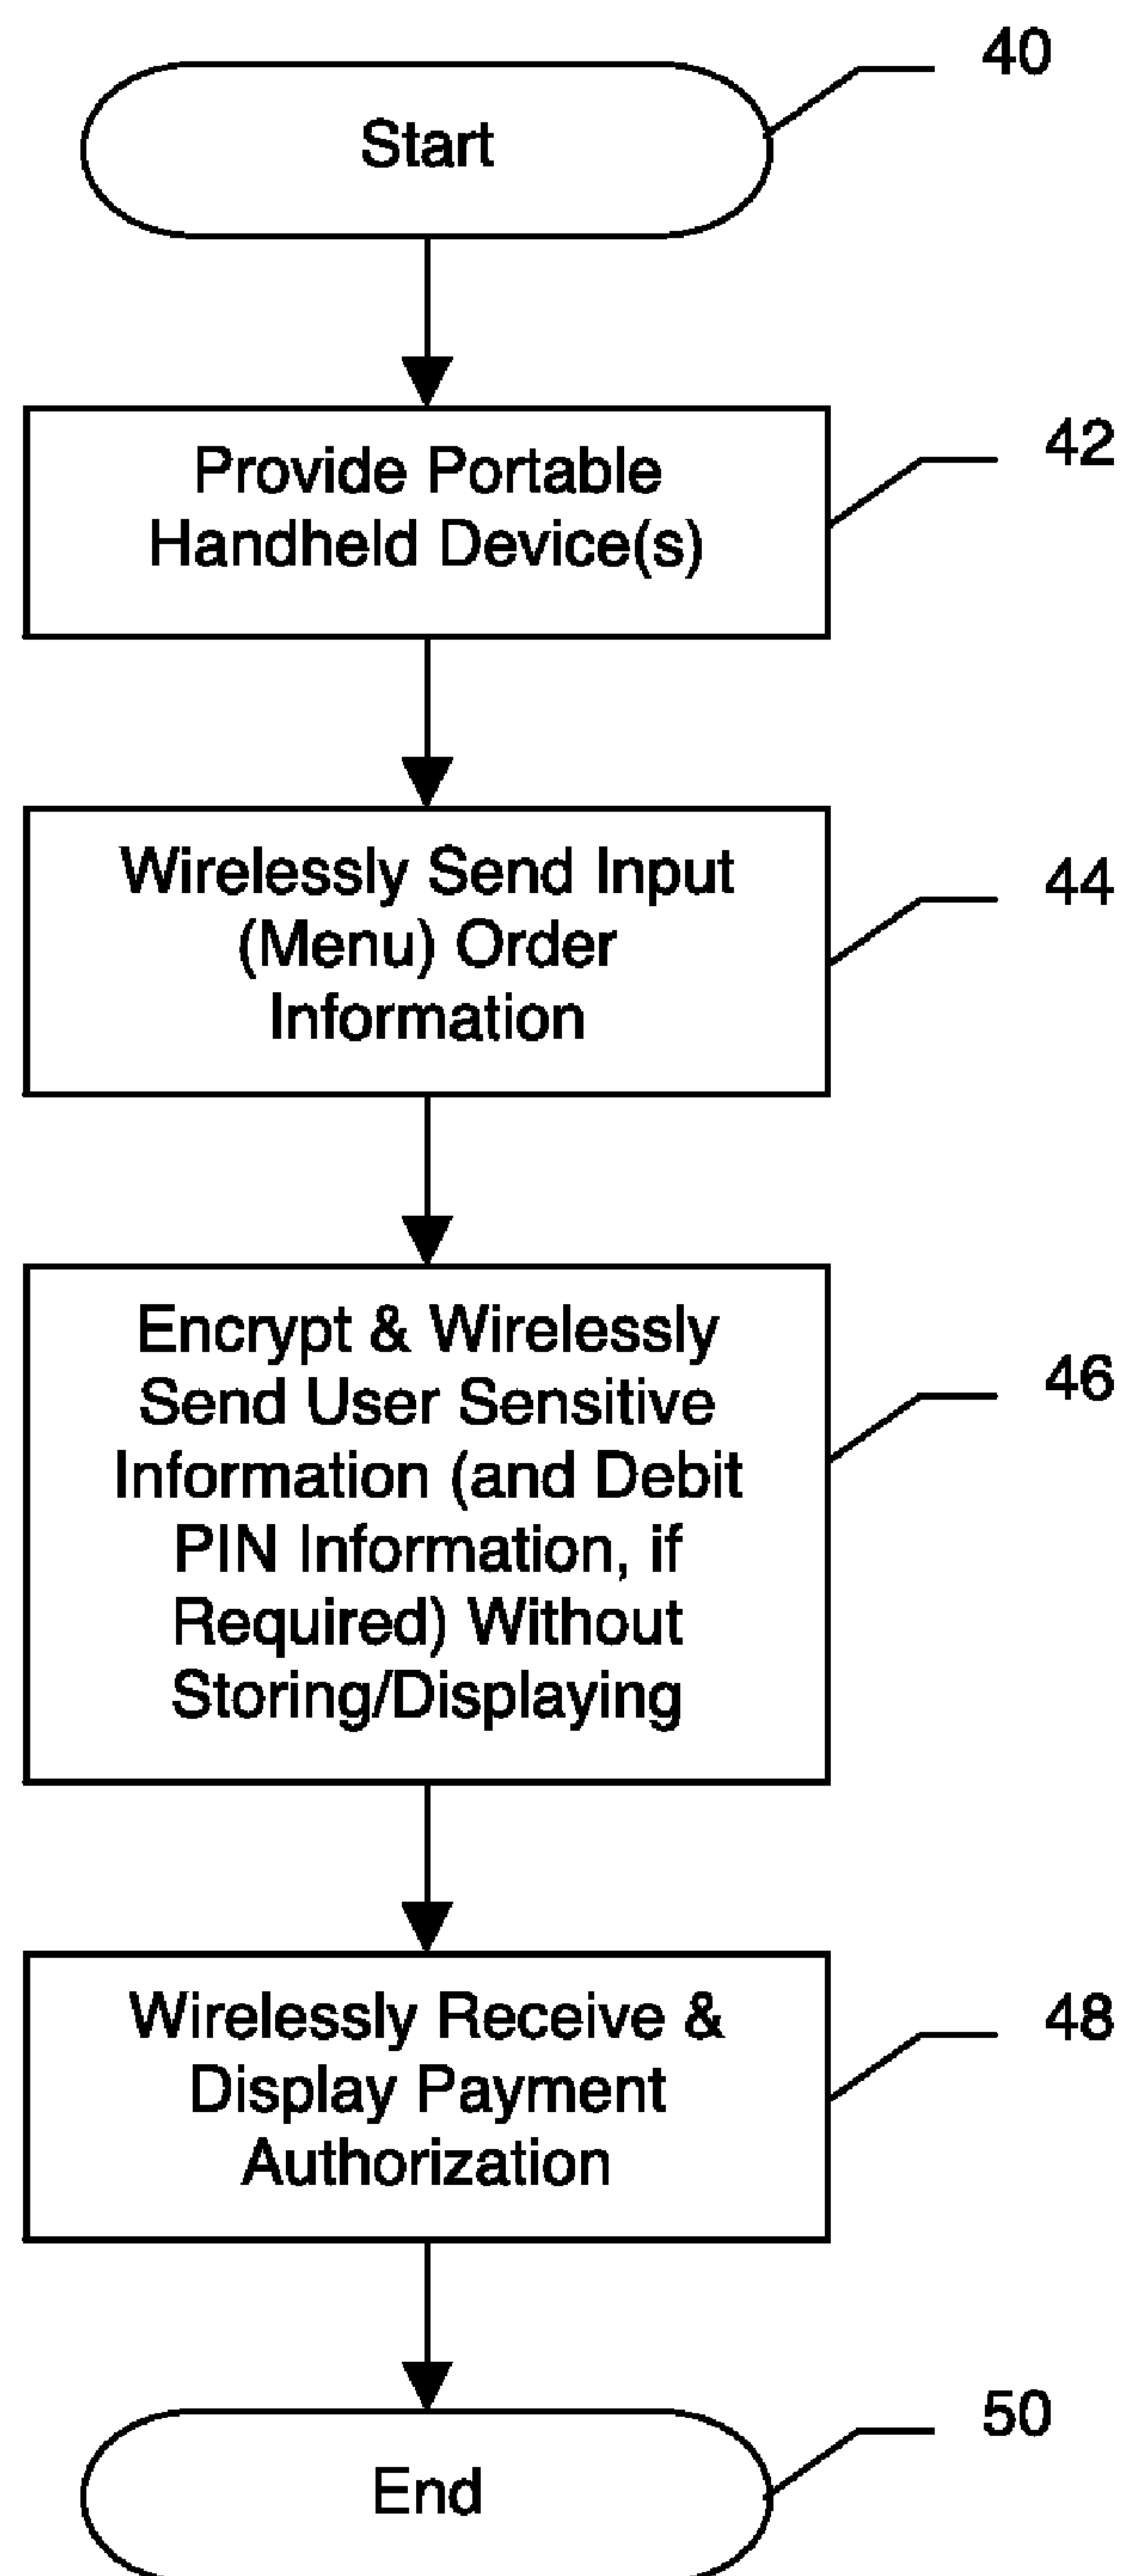 40
Start
42
Provide Portable
Handheld Device(s)
44
Wirelessly Send Input
(Menu) Order
Information
46
Encrypt & Wirelessly
Send User Sensitive
Information (and Debit
PIN Information, if
Required) Without
Storing/Displaying
48
Wirelessly Receive &
Display Payment
Authorization
50
End